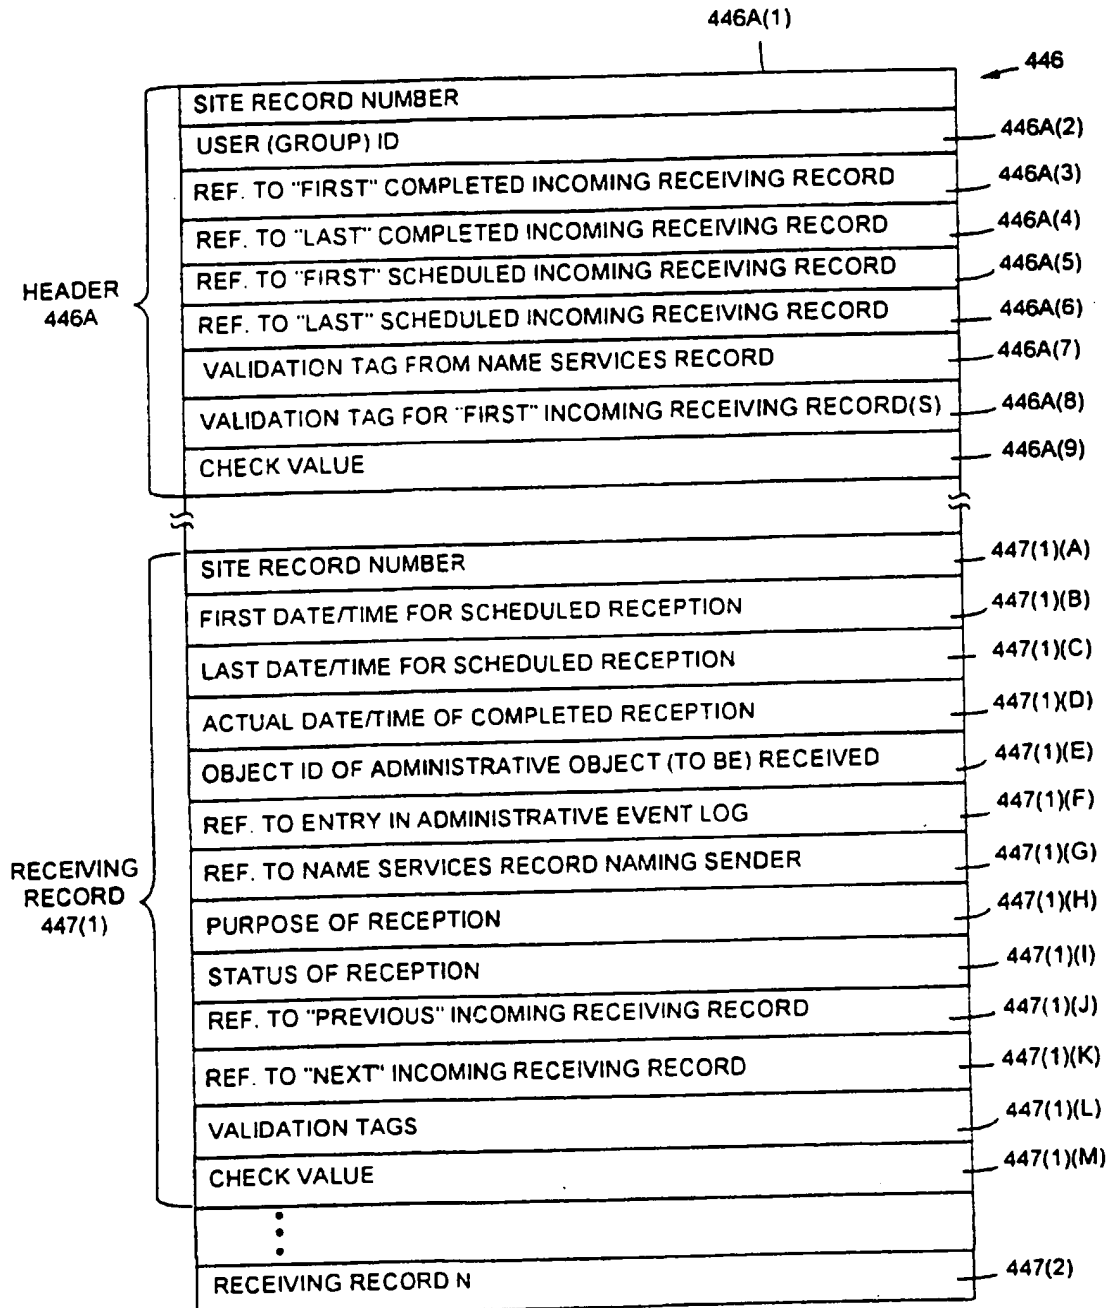 446A(1)
446
SITE RECORD NUMBER
USER (GROUP) ID 446A(2)
REF. TO "FIRST" COMPLETED INCOMING RECEIVING RECORD 446A(3)
REF. TO "LAST" COMPLETED INCOMING RECEIVING RECORD 446A(4)
REF. TO "FIRST" SCHEDULED INCOMING RECEIVING RECORD 446A(5)
HEADER
446A
REF. TO "LAST" SCHEDULED INCOMING RECEIVING RECORD 446A(6)
VALIDATION TAG FROM NAME SERVICES RECORD 446A(7)
VALIDATION TAG FOR "FIRST" INCOMING RECEIVING RECORD(S) 446A(8)
CHECK VALUE 446A(9)
SITE RECORD NUMBER 447(1)(A)
FIRST DATE/TIME FOR SCHEDULED RECEPTION 447(1)(B)
LAST DATE/TIME FOR SCHEDULED RECEPTION 447(1)(C)
ACTUAL DATE/TIME OF COMPLETED RECEPTION 447(1)(D)
OBJECT ID OF ADMINISTRATIVE OBJECT (TO BE) RECEIVED 447(1)(E)
REF. TO ENTRY IN ADMINISTRATIVE EVENT LOG 447(1)(F)
REF. TO NAME SERVICES RECORD NAMING SENDER 447(1)(G)
RECEIVING
RECORD
447(1)
PURPOSE OF RECEPTION 447(1)(H)
STATUS OF RECEPTION 447(1)(I)
REF. TO "PREVIOUS" INCOMING RECEIVING RECORD 447(1)(J)
REF. TO "NEXT" INCOMING RECEIVING RECORD 447(1)(K)
VALIDATION TAGS 447(1)(L)
CHECK VALUE 447(1)(M)
RECEIVING RECORD N 447(2)